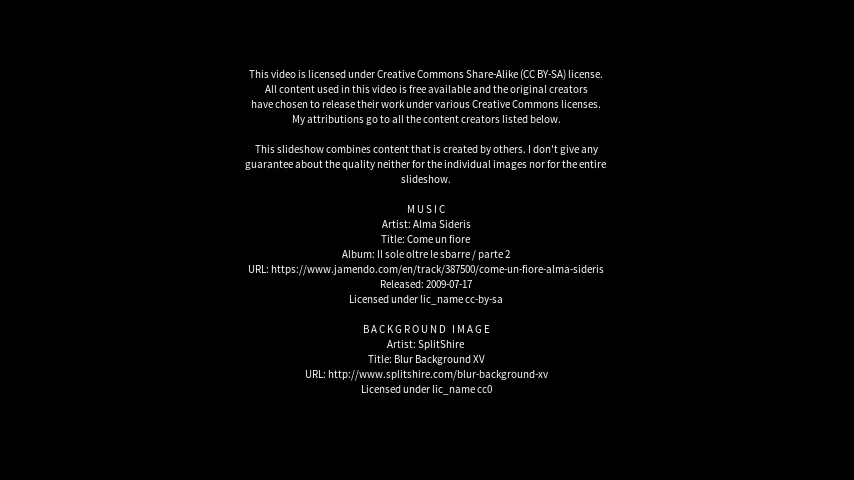 This video is licensed under Creative Commons Share-Alike (CC BY-SA) license.
All content used in this video is free available and the original creators
have chosen to release their work under various Creative Commons licenses.
My attributions go to all the content creators listed below.
This slideshow combines content that is created by others. I don't give any
guarantee about the quality neither for the individual images nor for the entire
slideshow.
MUSIC
Artist: Alma Sideris
Title: Come un fiore
Album: Il sole oltre le sbarre / parte 2
URL: https://www.jamendo.com/en/track/387500/come-un-fiore-alma-sideris
Released: 2009-07-17
Licensed under lic_name cc-by-sa
BACKGROUND IMAGE
Artist: SplitShire
Title: Blur Background XV
URL: http://www.splitshire.com/blur-background-xv
Licensed under lic_name cc0